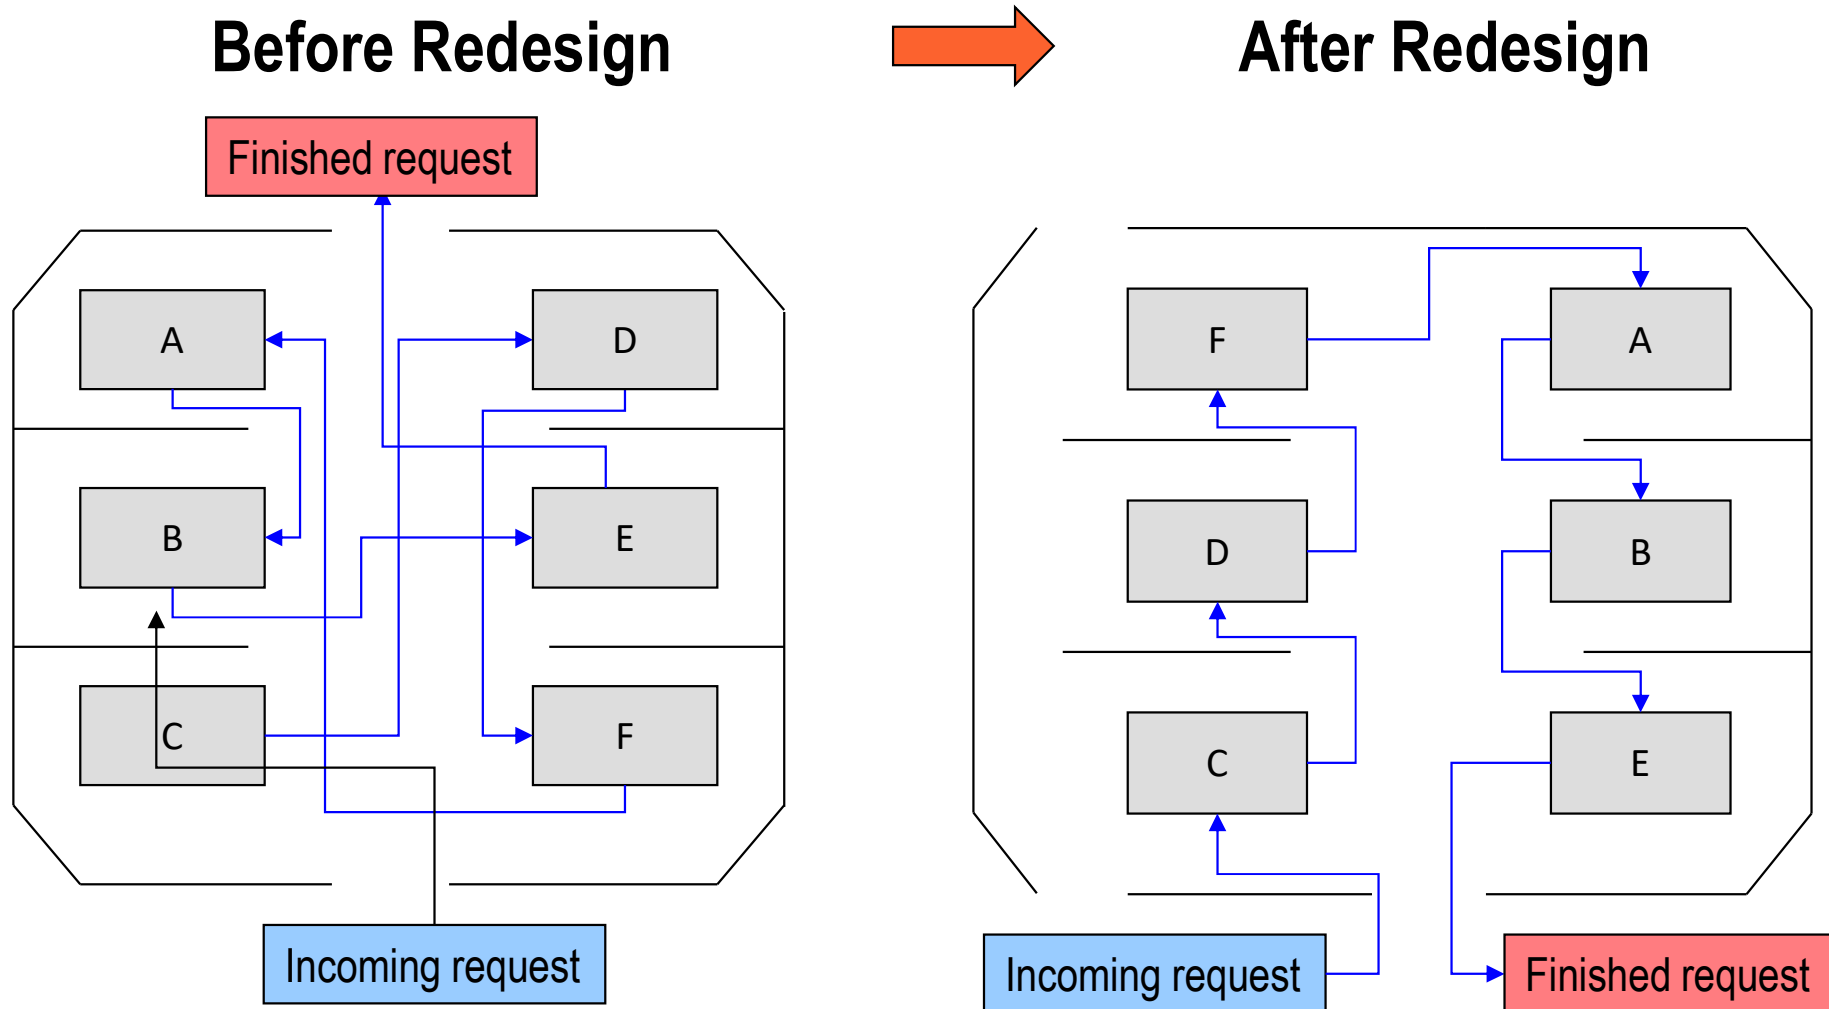 Before Redesign
After Redesign
Finished request
A
D
B
E
C
F
Incoming request
F
A
D
B
C
E
Incoming request
Finished request